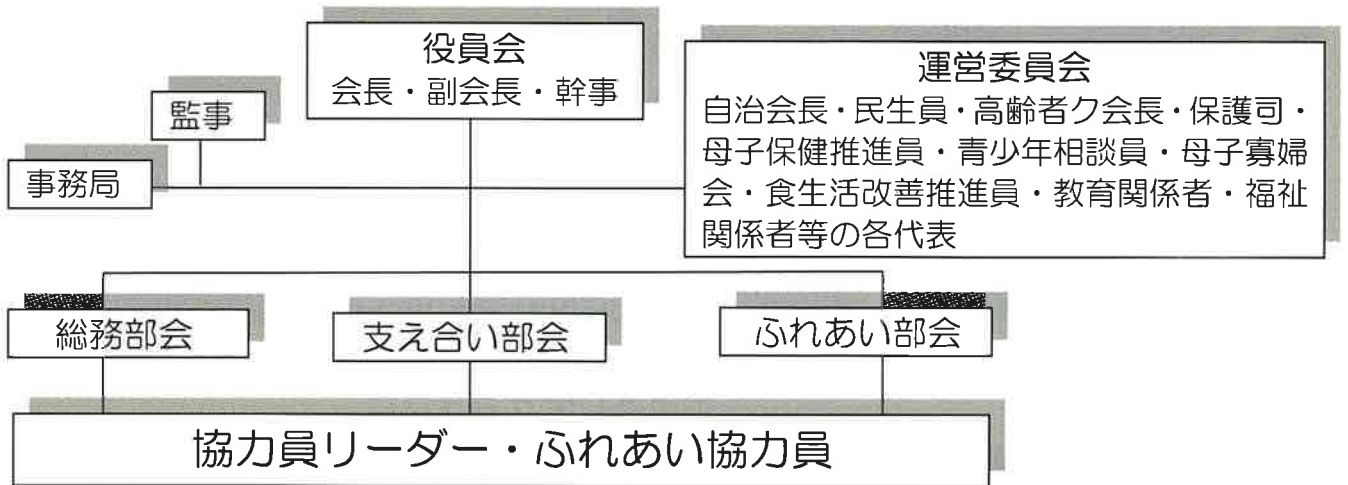 役員会
会長・副会長・幹事
運営委員会
自治会長・民生員・高齢者ク会長・保護司・
母子保健推進員・青少年相談員・母子寡婦
会・食生活改善推進員・教育関係者・福祉
関係者等の各代表
監事
事務局
総務部会
支え合い部会
ふれあい部会
協力員リーダー・ふれあい協力員